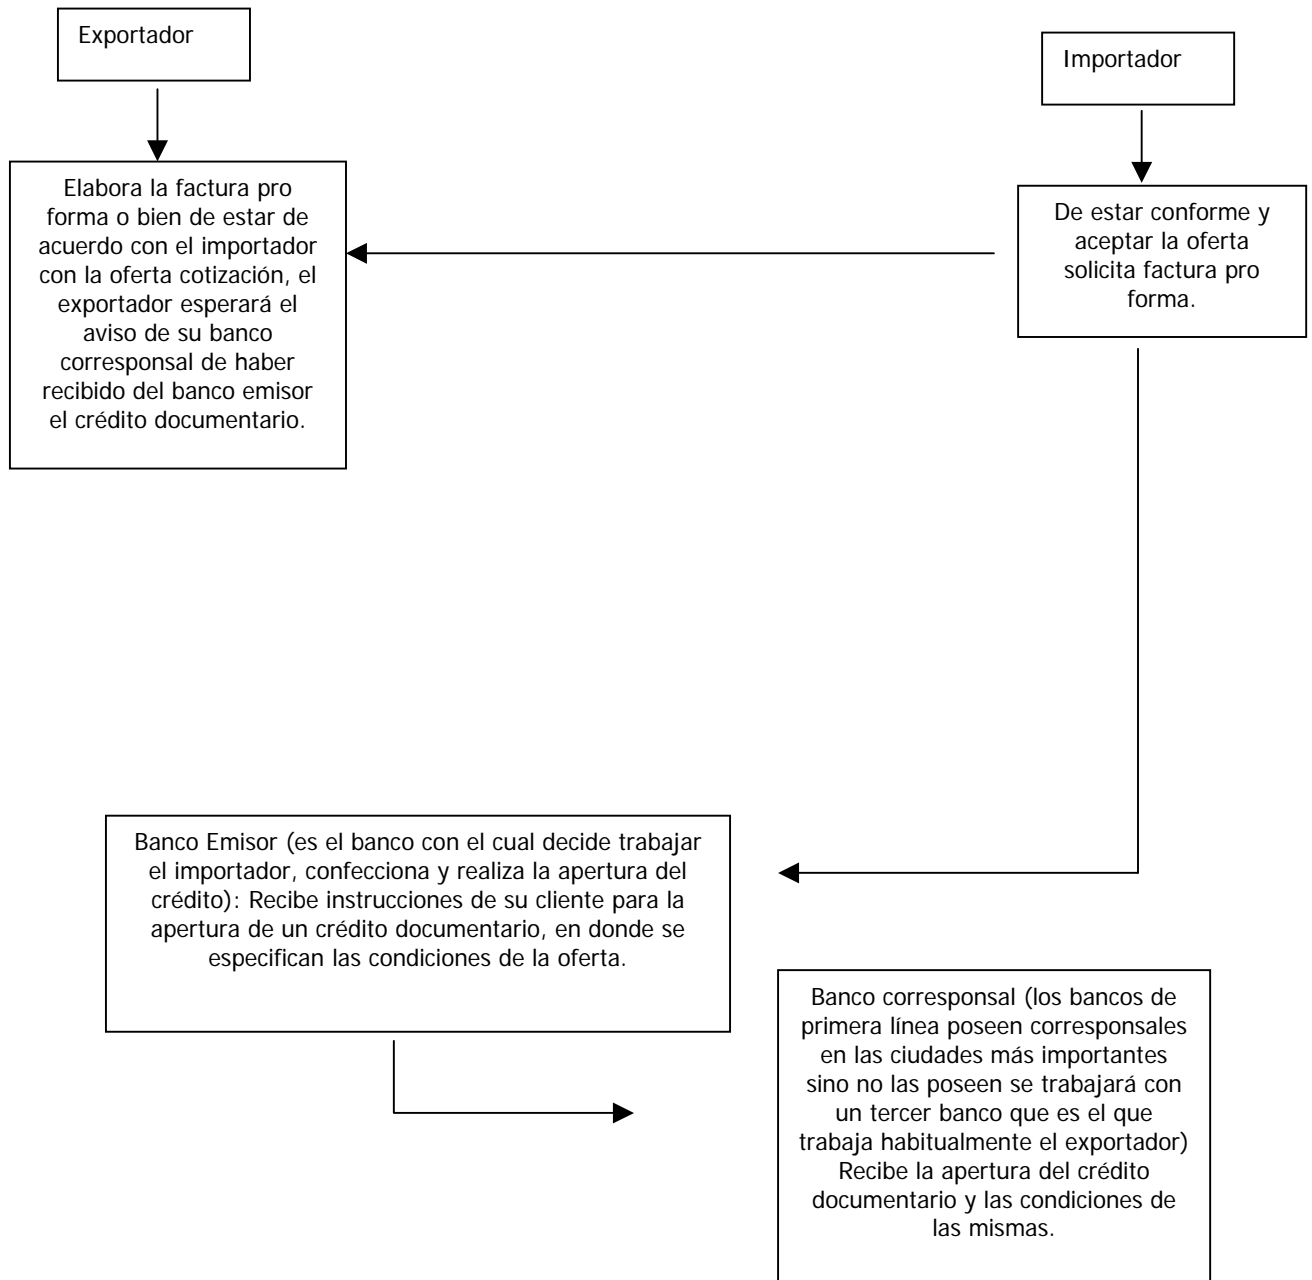 Exportador
Importador
Elabora la factura pro
forma o bien de estar de
acuerdo con el importador
con la oferta cotización, el
exportador esperará el
aviso de su banco
corresponsal de haber
recibido del banco emisor
el crédito documentario.
De estar conforme y
aceptar la oferta
solicita factura pro
forma.
Banco Emisor (es el banco con el cual decide trabajar
el importador, confecciona y realiza la apertura del
crédito): Recibe instrucciones de su cliente para la
apertura de un crédito documentario, en donde se
especifican las condiciones de la oferta.
Banco corresponsal (los bancos de
primera línea poseen corresponsales
en las ciudades más importantes
sino no las poseen se trabajará con
un tercer banco que es el que
trabaja habitualmente el exportador)
Recibe la apertura del crédito
documentario y las condiciones de
las mismas.